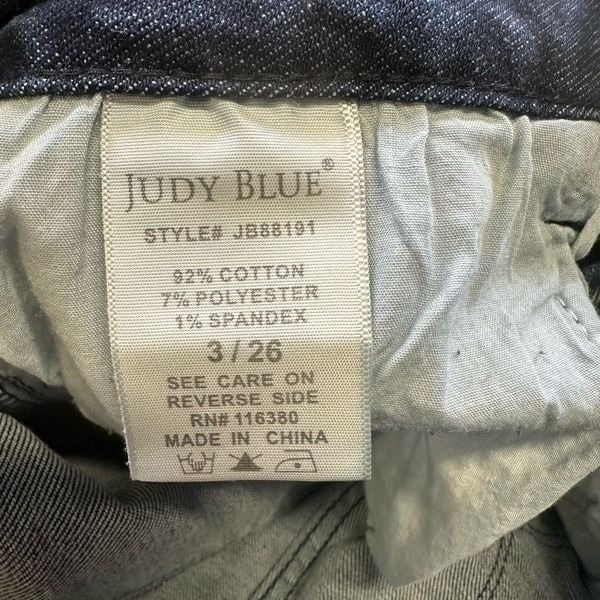 JUDY BLUE®
STYLE# JB88191
92% COTTON
7% POLYESTER
1% SPANDEX
3 / 26
SEE CARE ON
REVERSE SIDE
RN# 116380
MADE IN CHINA